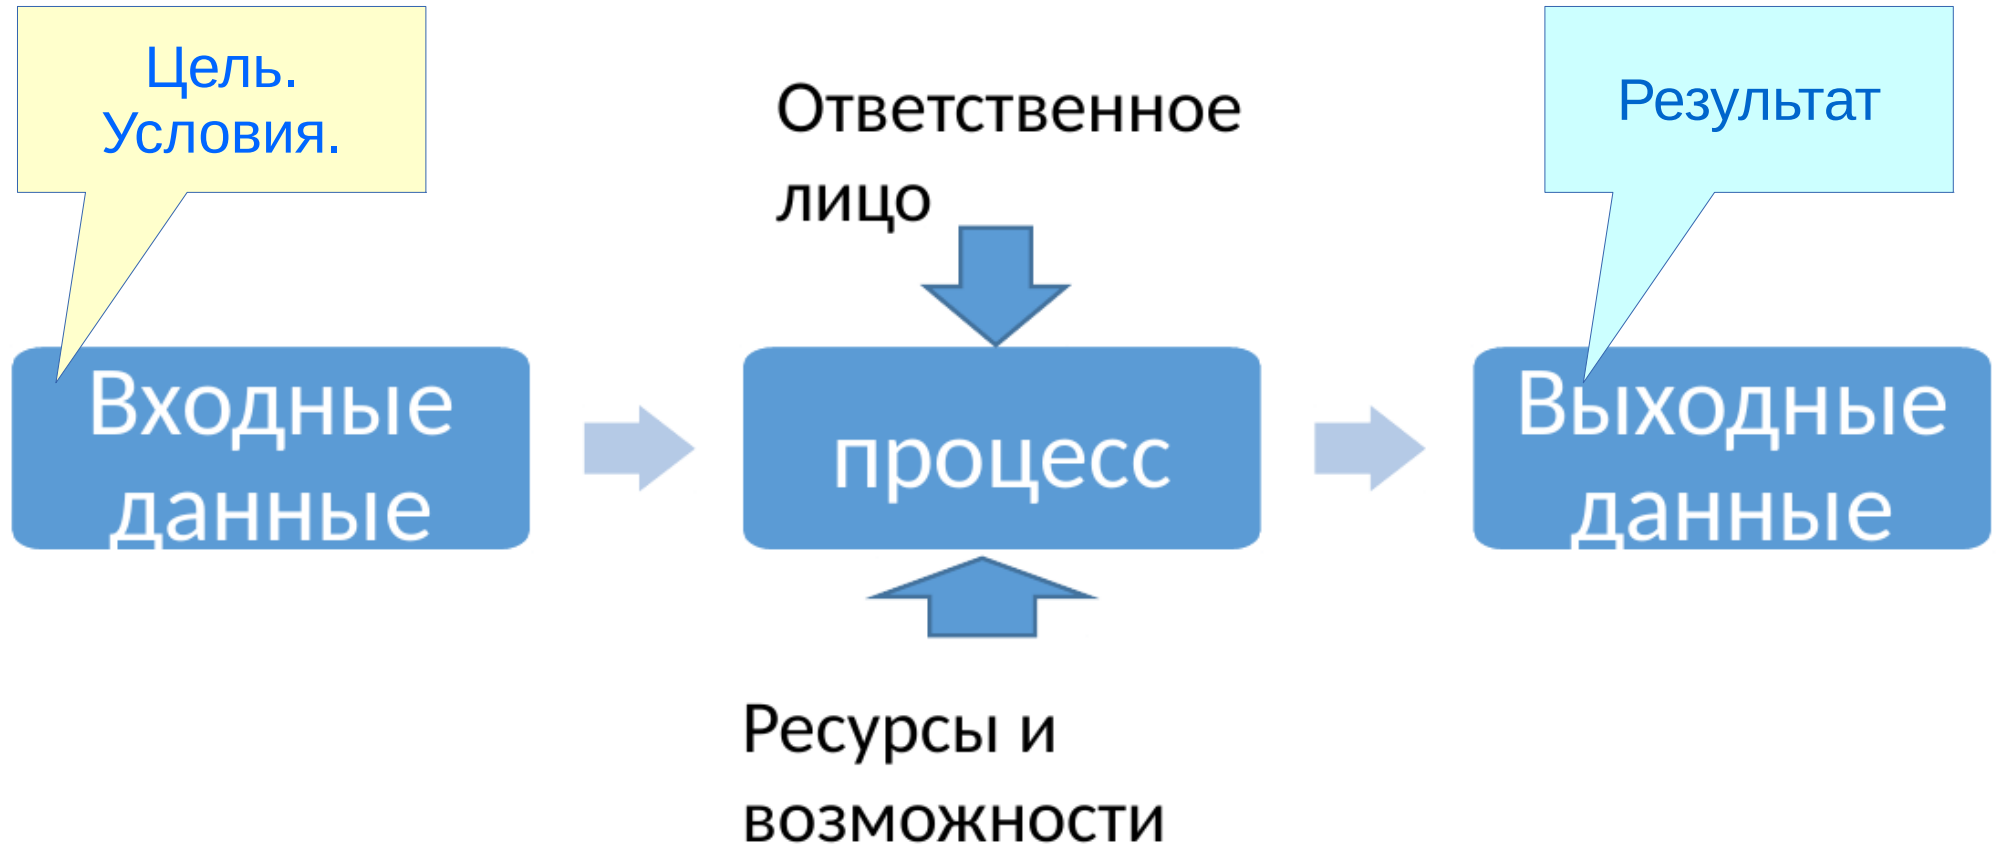 Цель.
Условия.
Ответственное
лицо
Результат
Входные
данные
процесс
Выходные
данные
Ресурсы и
возможности